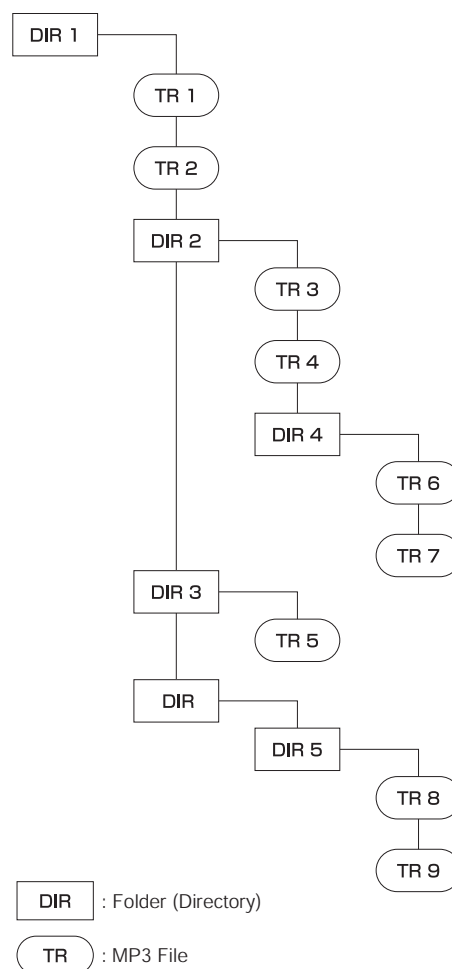 DIR 1
TR 1
TR 2
DIR 2
TR 3
TR 4
DIR 4
TR 6
TR 7
DIR 3
TR 5
DIR
DIR 5
TR 8
TR 9
DIR : Folder (Directory)
TR : MP3 File